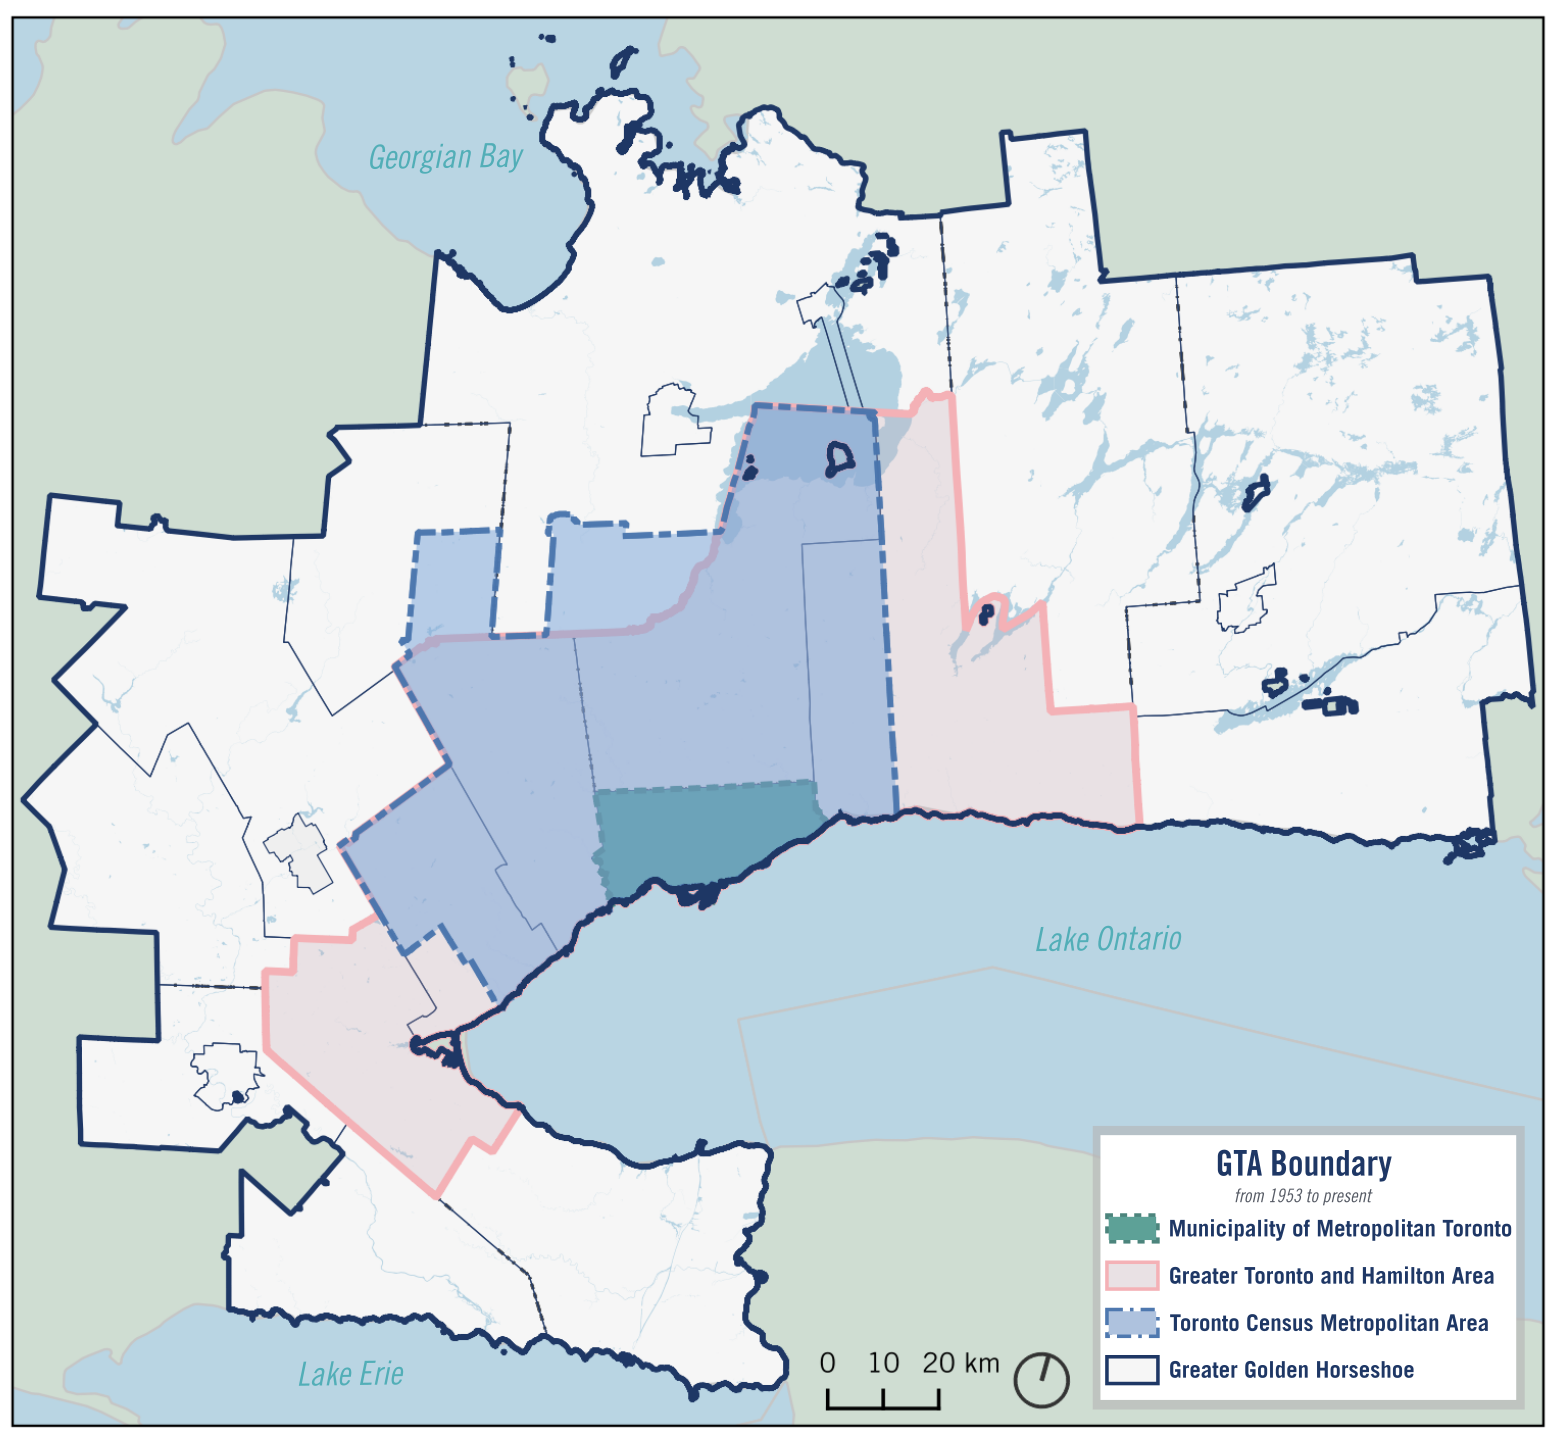 Georgian Bay
Lake Ontario
Lake Erie
0 10 20 km
GTA Boundary
from 1953 to present
Municipality of Metropolitan Toronto
Greater Toronto and Hamilton Area
Toronto Census Metropolitan Area
Greater Golden Horseshoe